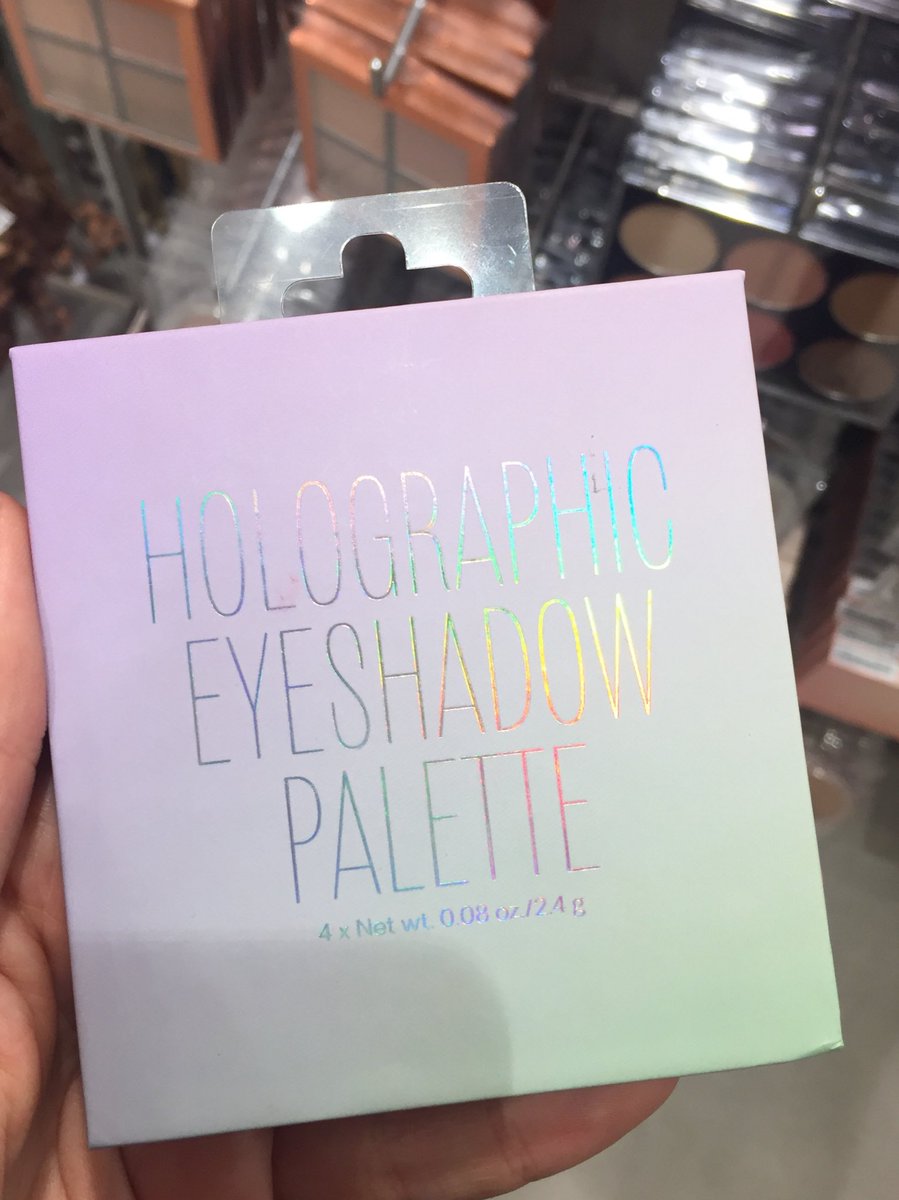 HOLOGRAPHIC
EYESHADOW
PALETTE
4 x Net wt. 0.08 oz./2.4 g